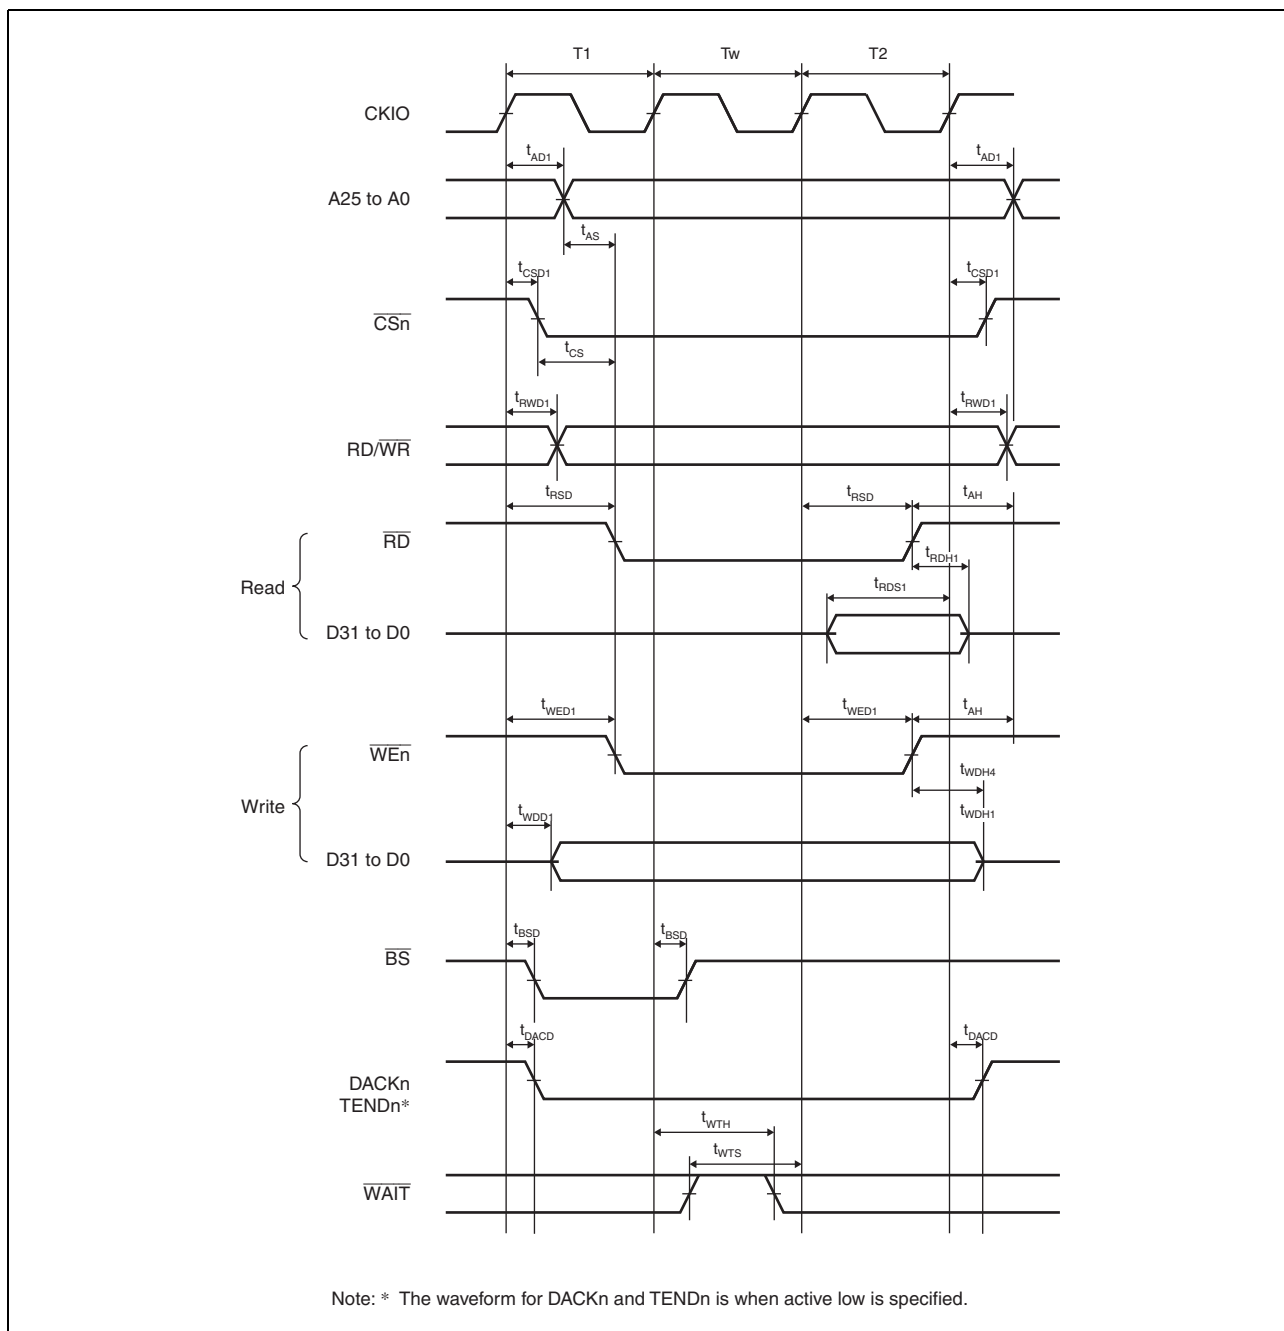 T1 Tw T2
CKIO
tAD1 tAD1
A25 to A0
tAS
tCSD1 tCSD1
CSn
tCS
tRWD1 tRWD1
RD/WR
tRSD tRSD tAH
RD
tRDH1
Read
tRDS1
D31 to D0
tWED1 tWED1 tAH
WEn
tWDH4
Write
tWDD1 tWDH1
D31 to D0
tBSD tBSD
BS
tDACD tDACD
DACKn
TENDn*
tWTH
tWTS
WAIT
Note: * The waveform for DACKn and TENDn is when active low is specified.